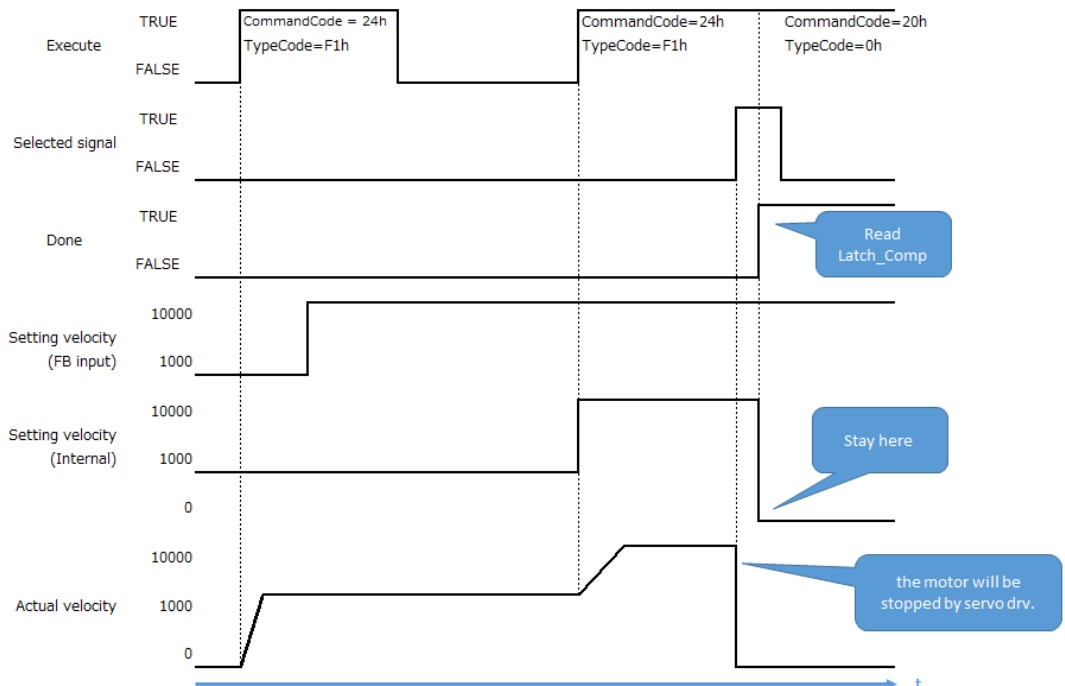 TRUE
CommandCode = 24h
CommandCode=24h
CommandCode=20h
Execute
TypeCode=F1h
TypeCode=F1h
TypeCode=0h
FALSE
TRUE
Selected signal
FALSE
TRUE
Done
FALSE
Read
Latch_Comp
10000
Setting velocity
(FB input)
1000
10000
Setting velocity
(Internal)
1000
0
Stay here
10000
Actual velocity
1000
0
the motor will be
stopped by servo drv.
t